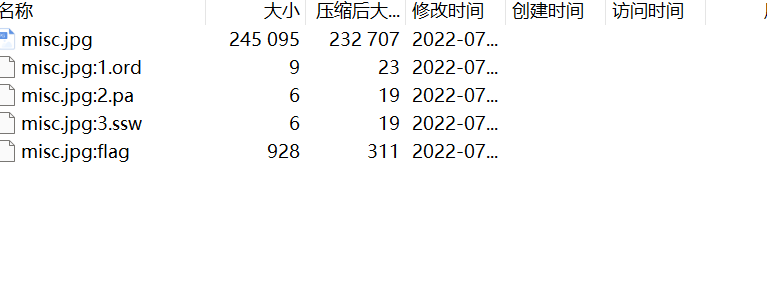 名称 大小 压缩后大... 修改时间 创建时间 访问时间
misc.jpg 245 095 232 707 2022-07...
misc.jpg:1.ord 9 23 2022-07...
misc.jpg:2.pa 6 19 2022-07...
misc.jpg:3.ssw 6 19 2022-07...
misc.jpg:flag 928 311 2022-07...